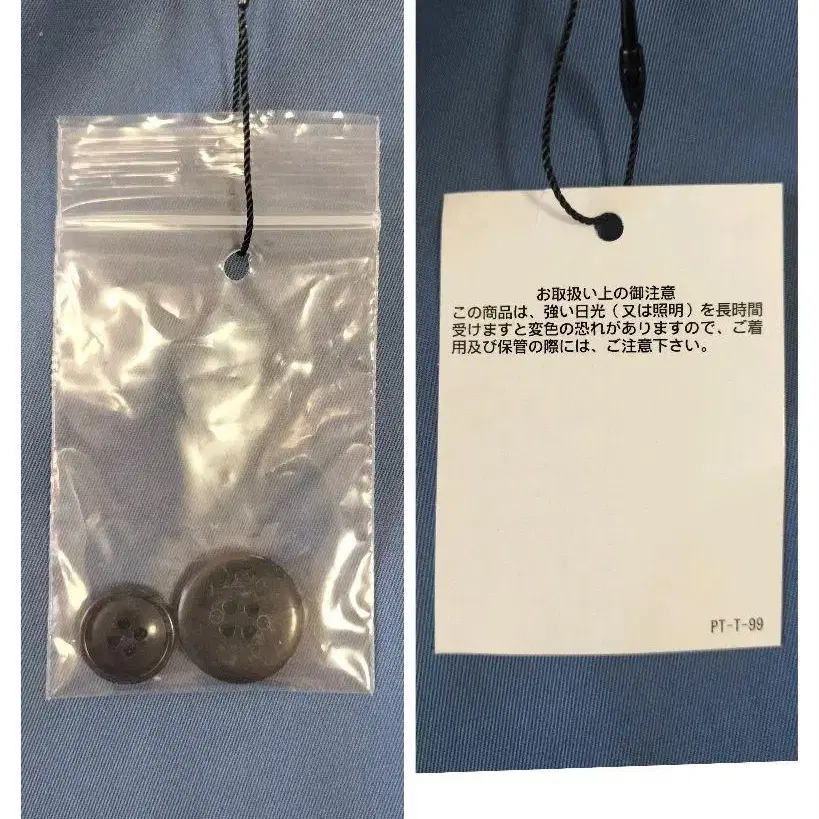 お取扱い上の御注意
この商品は、強い日光（又は照明）を長時間
受けますと変色の恐れがありますので、ご着
用及び保管の際には、ご注意下さい。
PT-T-99